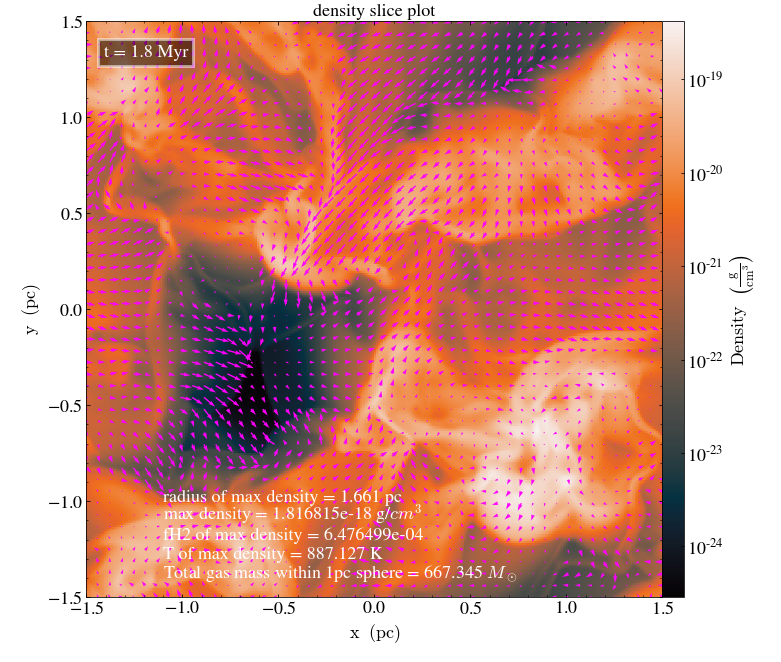 density slice plot
t = 1.8 Myr
1.5
1.0
0.5
0.0
−0.5
−1.0
−1.5
y (pc)
radius of max density = 1.661 pc
max density = 1.816815e-18 g/cm³
fH2 of max density = 6.476499e-04
T of max density = 887.127 K
Total gas mass within 1pc sphere = 667.345 M⊙
−1.5 −1.0 −0.5 0.0 0.5 1.0 1.5
x (pc)
10⁻¹⁹
10⁻²⁰
10⁻²¹
10⁻²²
10⁻²³
10⁻²⁴
Density (g/cm³)